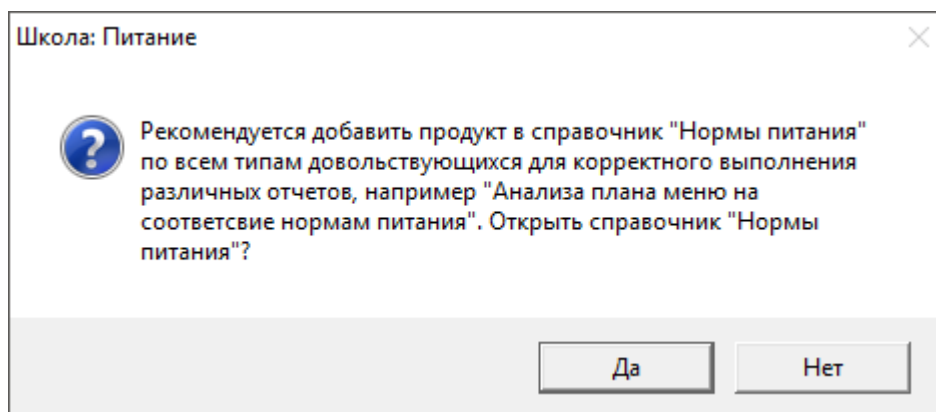 Школа: Питание
Рекомендуется добавить продукт в справочник "Нормы питания"
по всем типам довольствующихся для корректного выполнения
различных отчетов, например "Анализа плана меню на
соответсвие нормам питания". Открыть справочник "Нормы
питания"?
Да
Нет